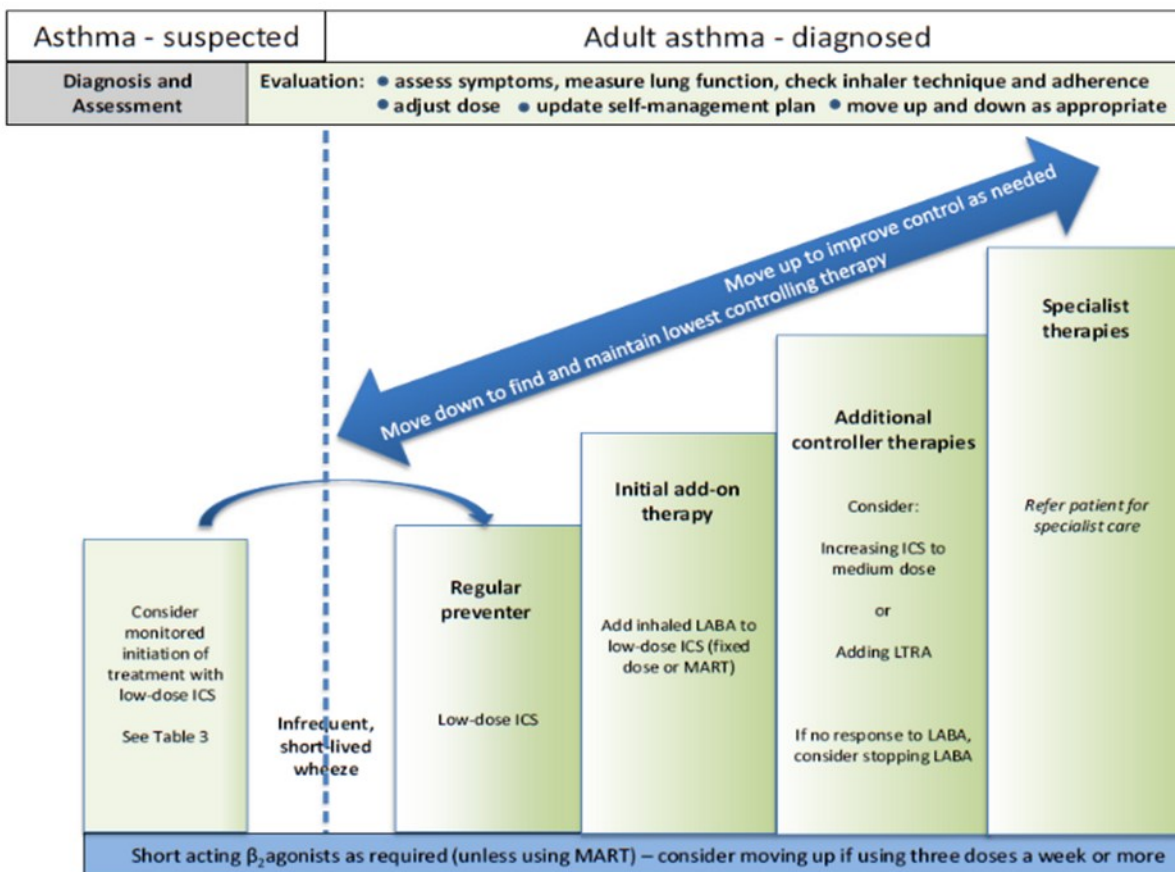 Asthma - suspected
Adult asthma - diagnosed
Diagnosis and
Assessment
Evaluation: • assess symptoms, measure lung function, check inhaler technique and adherence
• adjust dose • update self-management plan • move up and down as appropriate
Move up to improve control as needed
Move down to find and maintain lowest controlling therapy
Consider
monitored
initiation of
treatment with
low-dose ICS
See Table 3
Infrequent,
short-lived
wheeze
Regular
preventer
Low-dose ICS
Initial add-on
therapy
Add inhaled LABA to
low-dose ICS (fixed
dose or MART)
Additional
controller therapies
Consider:
Increasing ICS to
medium dose
or
Adding LTRA
If no response to LABA,
consider stopping LABA
Specialist
therapies
Refer patient for
specialist care
Short acting β₂agonists as required (unless using MART) – consider moving up if using three doses a week or more